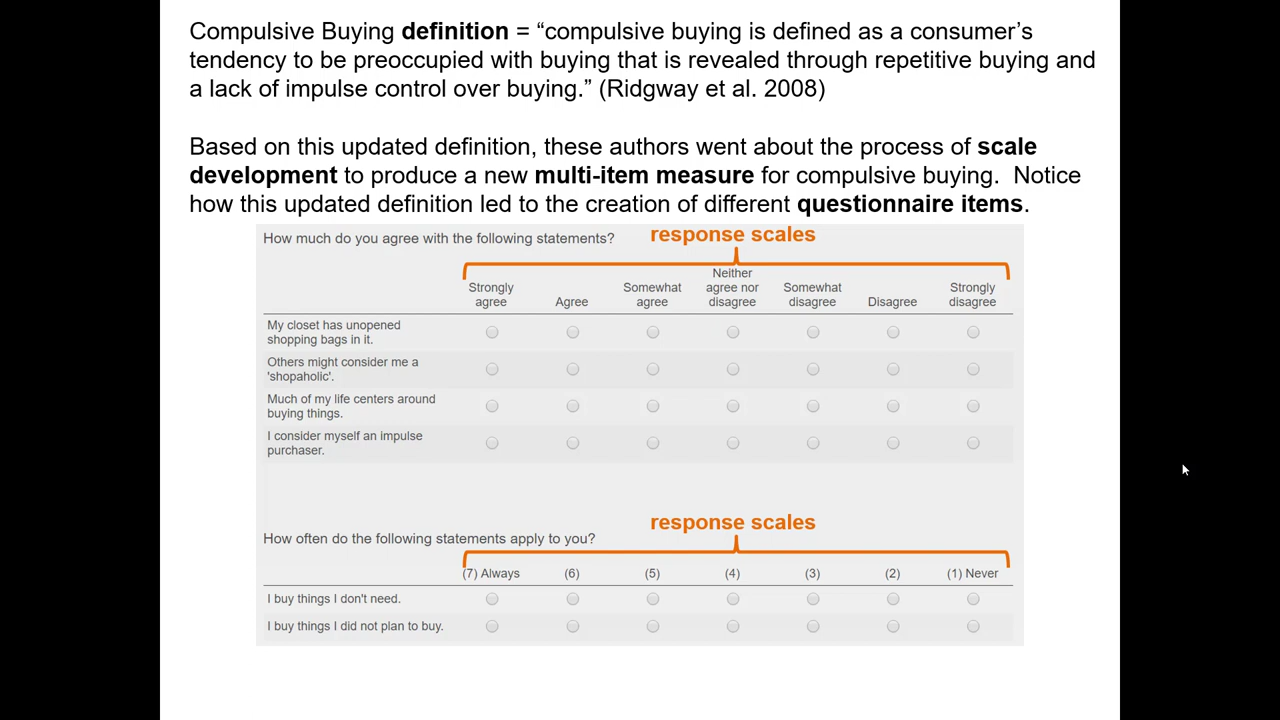 Compulsive Buying definition = “compulsive buying is defined as a consumer’s
tendency to be preoccupied with buying that is revealed through repetitive buying and
a lack of impulse control over buying.” (Ridgway et al. 2008)
Based on this updated definition, these authors went about the process of scale
development to produce a new multi-item measure for compulsive buying.  Notice
how this updated definition led to the creation of different questionnaire items.
How much do you agree with the following statements?
response scales
Strongly agree
Agree
Somewhat agree
Neither agree nor disagree
Somewhat disagree
Disagree
Strongly disagree
My closet has unopened
shopping bags in it.
Others might consider me a
'shopaholic'.
Much of my life centers around
buying things.
I consider myself an impulse
purchaser.
response scales
How often do the following statements apply to you?
(7) Always (6) (5) (4) (3) (2) (1) Never
I buy things I don't need.
I buy things I did not plan to buy.